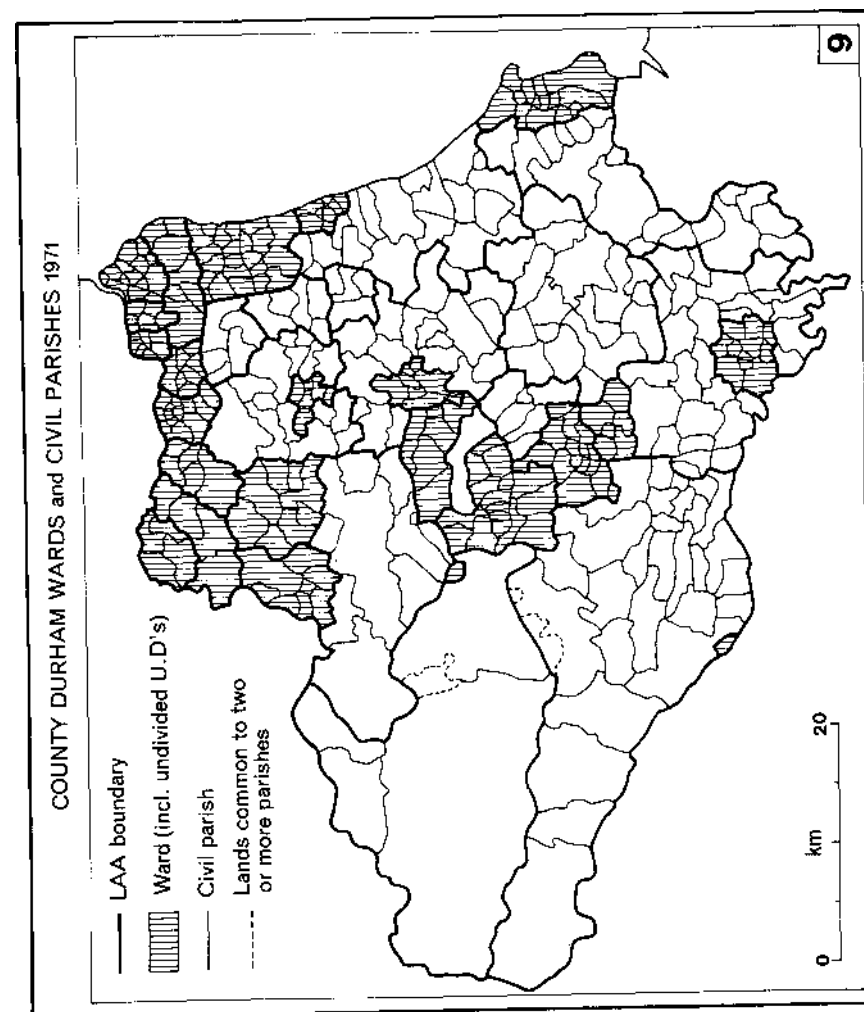 COUNTY DURHAM WARDS and CIVIL PARISHES 1971
LAA boundary
Ward (incl. undivided U.D's)
Civil parish
Lands common to two
or more parishes
0 km 20
9